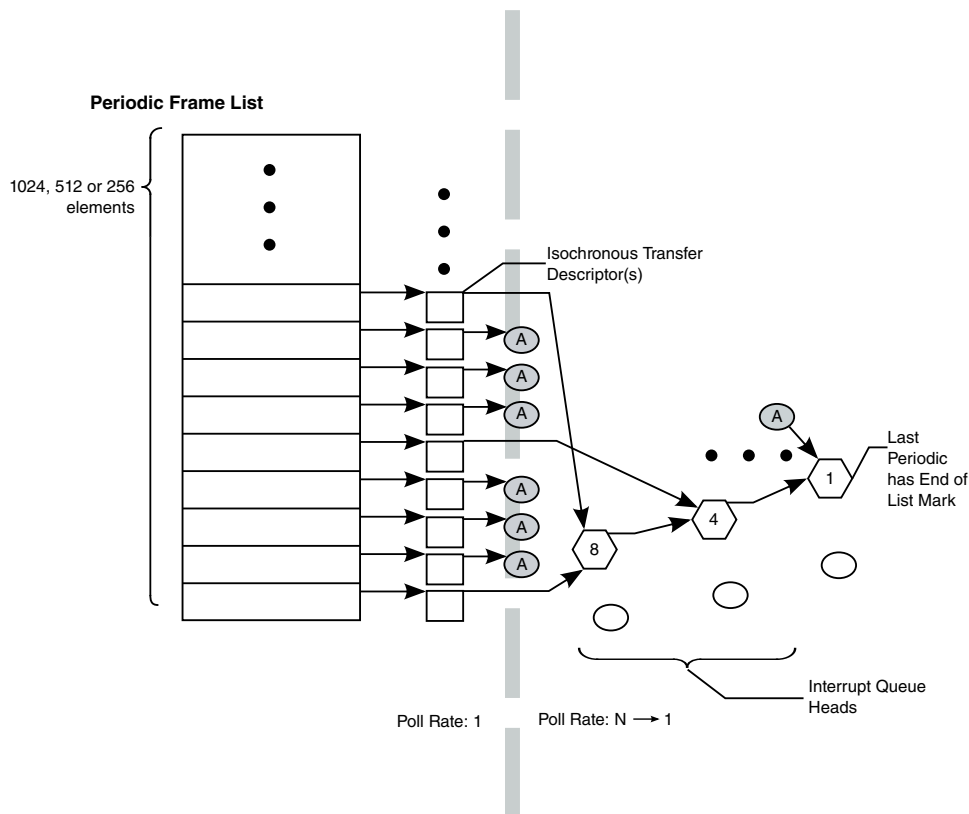 Periodic Frame List
1024, 512 or 256
elements
Isochronous Transfer
Descriptor(s)
A
A
A
A
A
A
A
8
4
1
Last
Periodic
has End of
List Mark
Interrupt Queue
Heads
Poll Rate: 1
Poll Rate: N → 1